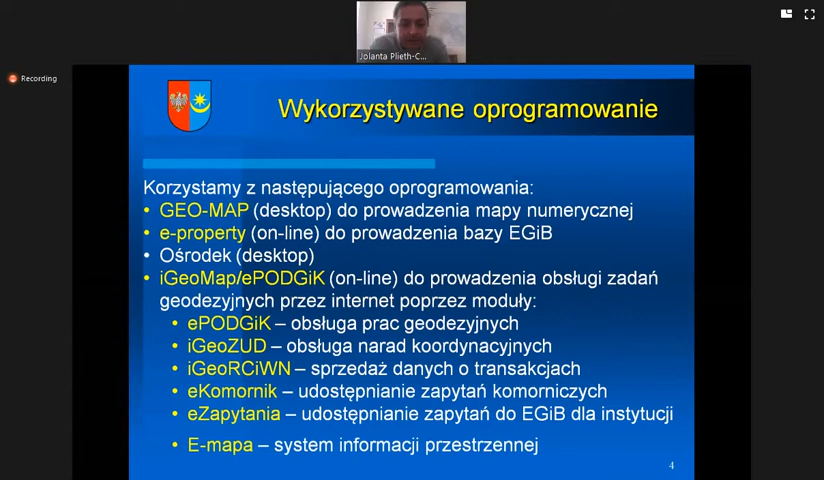 Jolanta Plieth-C...
Recording
Wykorzystywane oprogramowanie
Korzystamy z następującego oprogramowania:
• GEO-MAP (desktop) do prowadzenia mapy numerycznej
• e-property (on-line) do prowadzenia bazy EGiB
• Ośrodek (desktop)
• iGeoMap/ePODGiK (on-line) do prowadzenia obsługi zadań
geodezyjnych przez internet poprzez moduły:
• ePODGiK – obsługa prac geodezyjnych
• iGeoZUD – obsługa narad koordynacyjnych
• iGeoRCiWN – sprzedaż danych o transakcjach
• eKomornik – udostępnianie zapytań komorniczych
• eZapytania – udostępnianie zapytań do EGiB dla instytucji
• E-mapa – system informacji przestrzennej
4